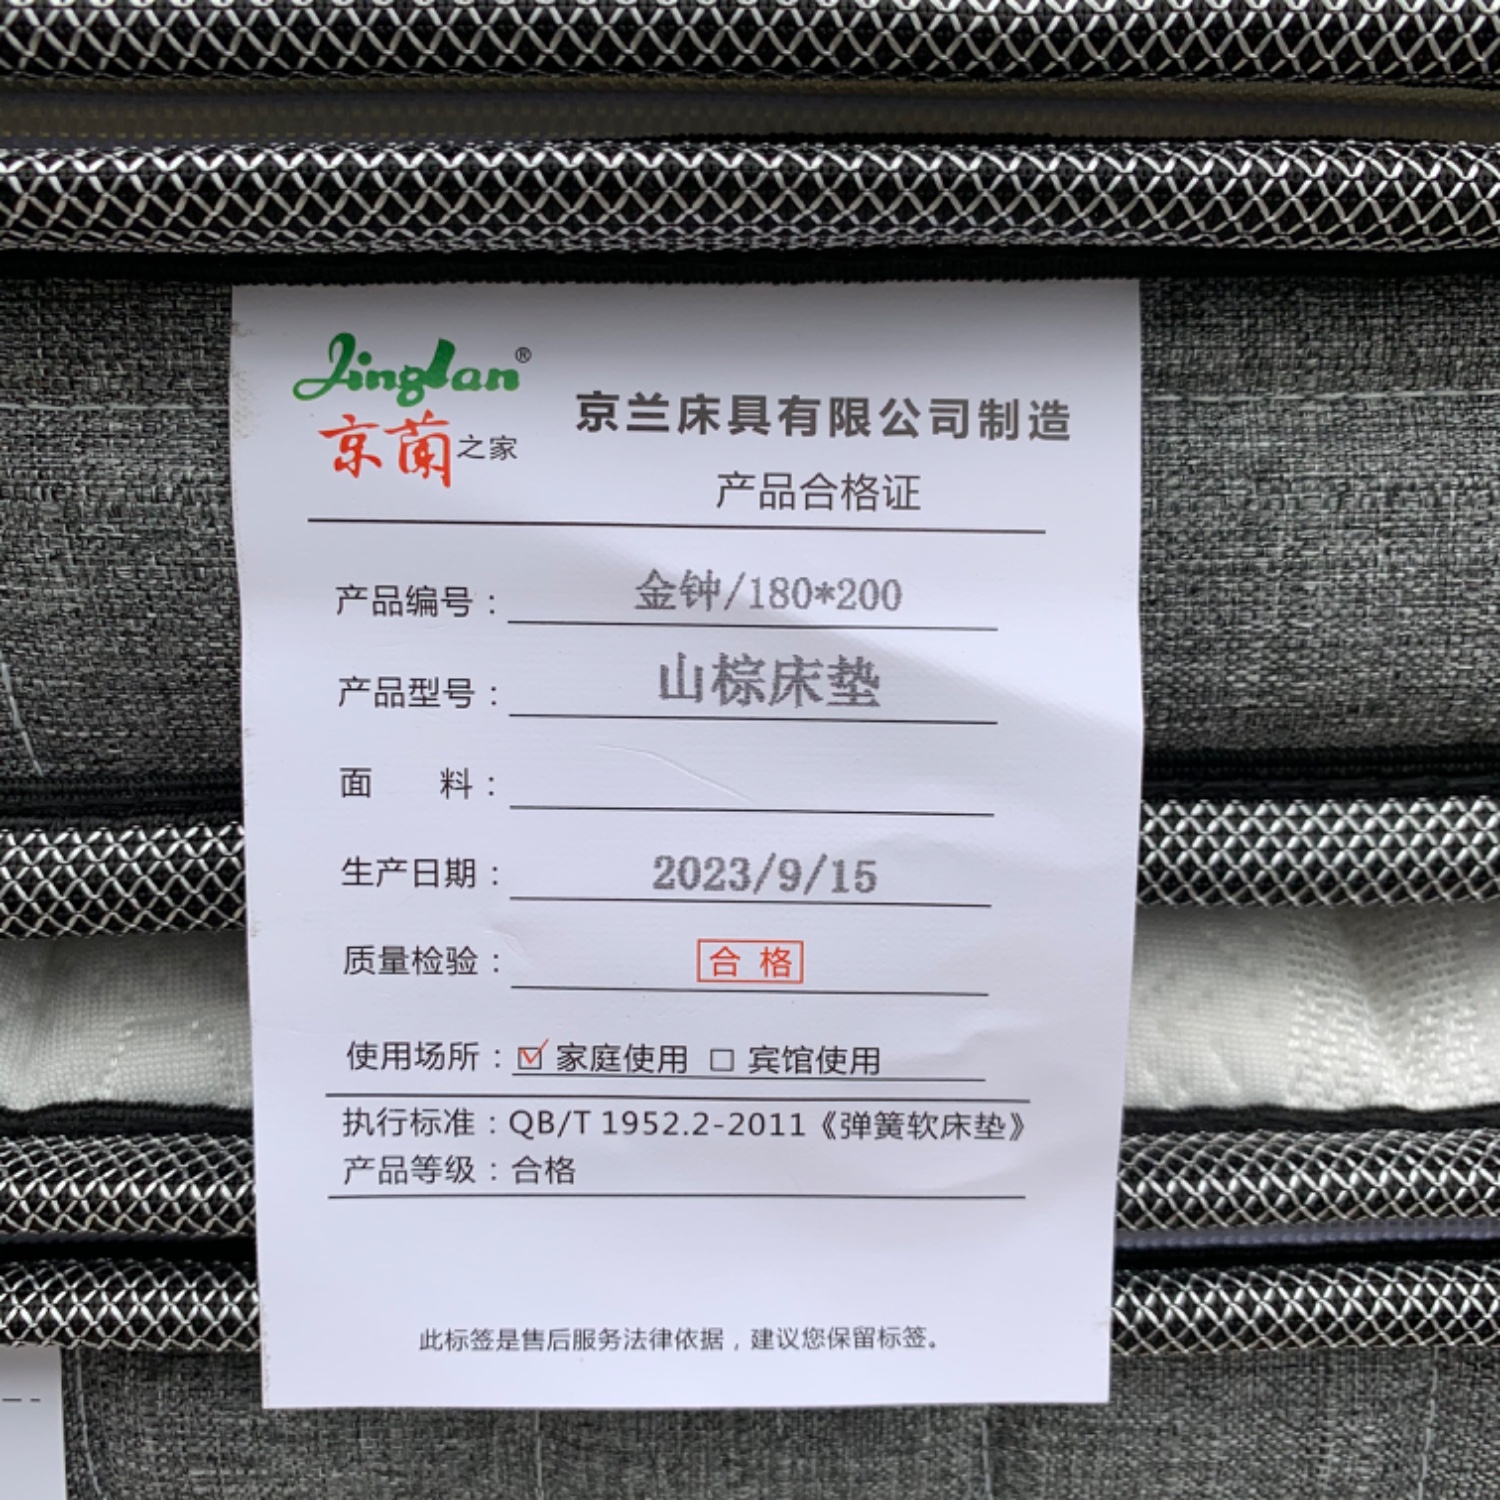 Jinglan®
京蘭之家
京兰床具有限公司制造
产品合格证
产品编号：金钟/180*200
产品型号：山棕床垫
面 料：
生产日期：2023/9/15
质量检验：合格
使用场所：☑家庭使用 □ 宾馆使用
执行标准：QB/T 1952.2-2011《弹簧软床垫》
产品等级：合格
此标签是售后服务法律依据，建议您保留标签。